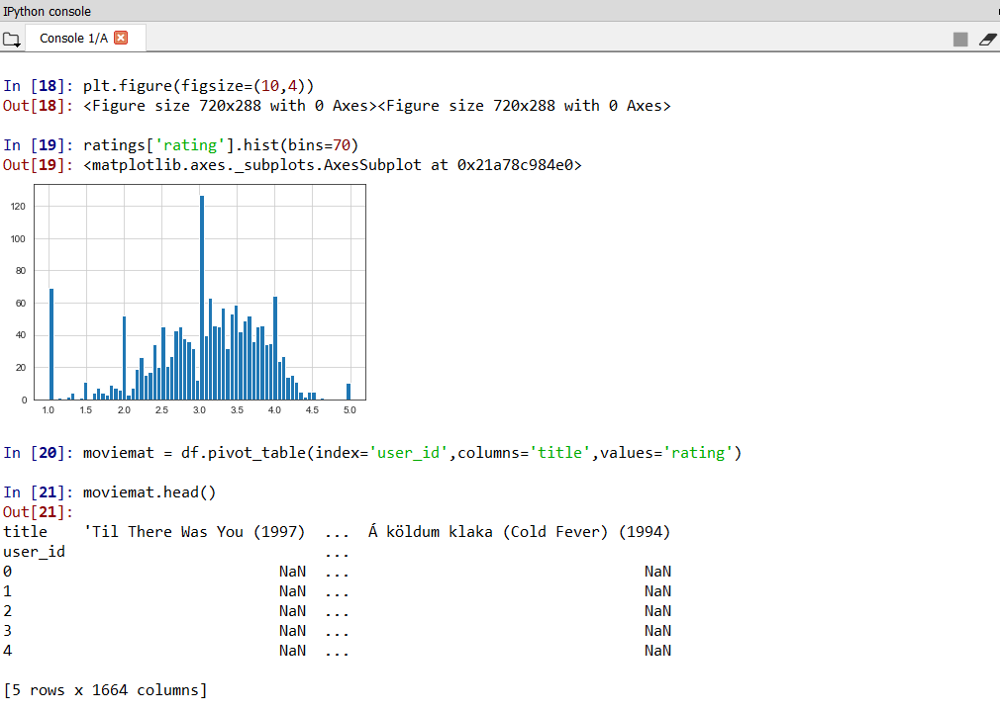 IPython console
Console 1/A
In [18]: plt.figure(figsize=(10,4))
Out[18]: <Figure size 720x288 with 0 Axes><Figure size 720x288 with 0 Axes>
In [19]: ratings['rating'].hist(bins=70)
Out[19]: <matplotlib.axes._subplots.AxesSubplot at 0x21a78c984e0>
120
100
80
60
40
20
0
1.0 1.5 2.0 2.5 3.0 3.5 4.0 4.5 5.0
In [20]: moviemat = df.pivot_table(index='user_id',columns='title',values='rating')
In [21]: moviemat.head()
Out[21]:
title 'Til There Was You (1997) ... Á köldum klaka (Cold Fever) (1994)
user_id ...
0 NaN ... NaN
1 NaN ... NaN
2 NaN ... NaN
3 NaN ... NaN
4 NaN ... NaN
[5 rows x 1664 columns]